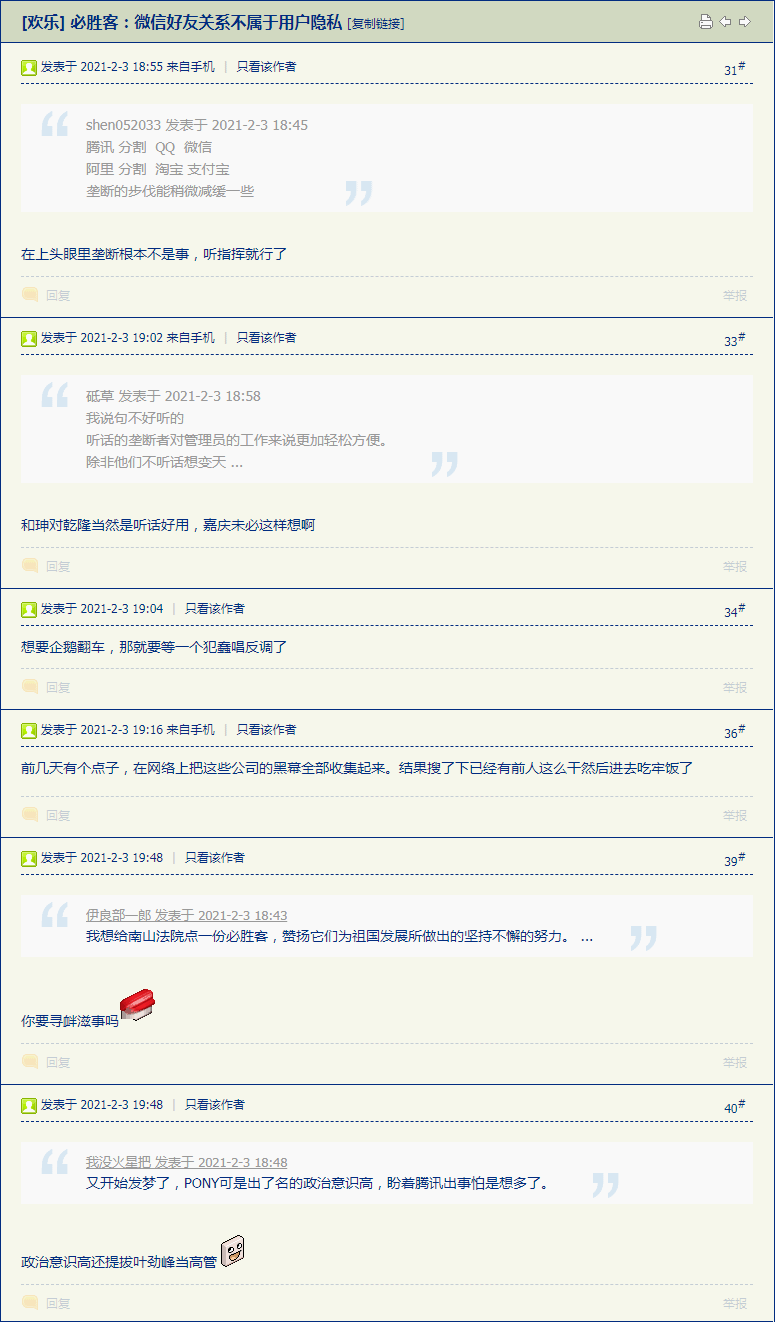 [欢乐] 必胜客：微信好友关系不属于用户隐私 [复制链接]
发表于 2021-2-3 18:55 来自手机 | 只看该作者 31#
shen052033 发表于 2021-2-3 18:45
腾讯 分割 QQ 微信
阿里 分割 淘宝 支付宝
垄断的步伐能稍微减缓一些
在上头眼里垄断根本不是事，听指挥就行了
回复 举报
发表于 2021-2-3 19:02 来自手机 | 只看该作者 33#
砥草 发表于 2021-2-3 18:58
我说句不好听的
听话的垄断者对管理员的工作来说更加轻松方便。
除非他们不听话想变天 ...
和珅对乾隆当然是听话好用，嘉庆未必这样想啊
回复 举报
发表于 2021-2-3 19:04 | 只看该作者 34#
想要企鹅翻车，那就要等一个犯蠢唱反调了
回复 举报
发表于 2021-2-3 19:16 来自手机 | 只看该作者 36#
前几天有个点子，在网络上把这些公司的黑幕全部收集起来。结果搜了下已经有前人这么干然后进去吃牢饭了
回复 举报
发表于 2021-2-3 19:48 | 只看该作者 39#
伊良部一郎 发表于 2021-2-3 18:43
我想给南山法院点一份必胜客，赞扬它们为祖国发展所做出的坚持不懈的努力。 ...
你要寻衅滋事吗
回复 举报
发表于 2021-2-3 19:48 | 只看该作者 40#
我没火星把 发表于 2021-2-3 18:48
又开始发梦了，PONY可是出了名的政治意识高，盼着腾讯出事怕是想多了。
政治意识高还提拔叶劲峰当高管
回复 举报